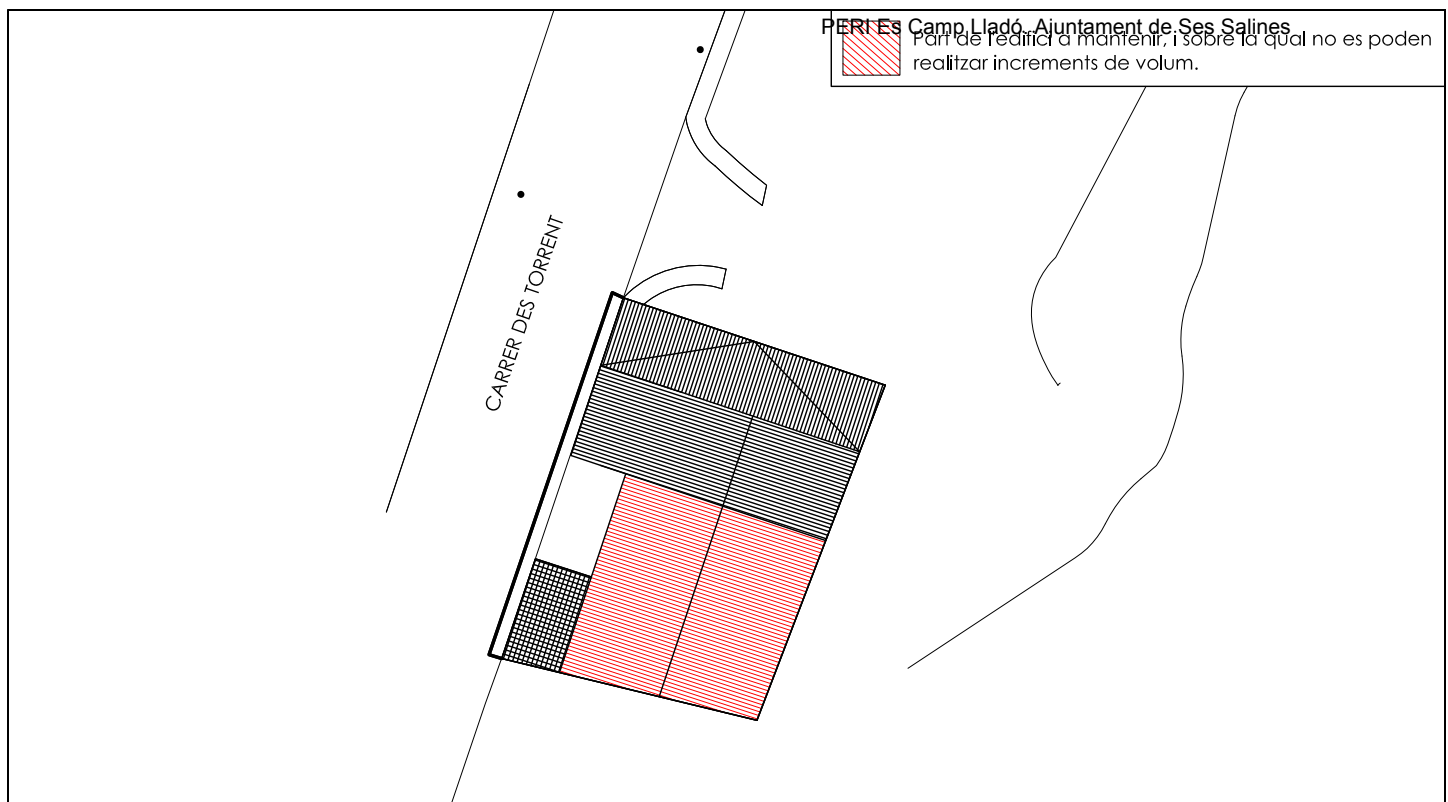 PERI Es Camp Lladó. Ajuntament de Ses Salines
Part de l'edifici a mantenir, i sobre la qual no es poden
realitzar increments de volum.
CARRER DES TORRENT